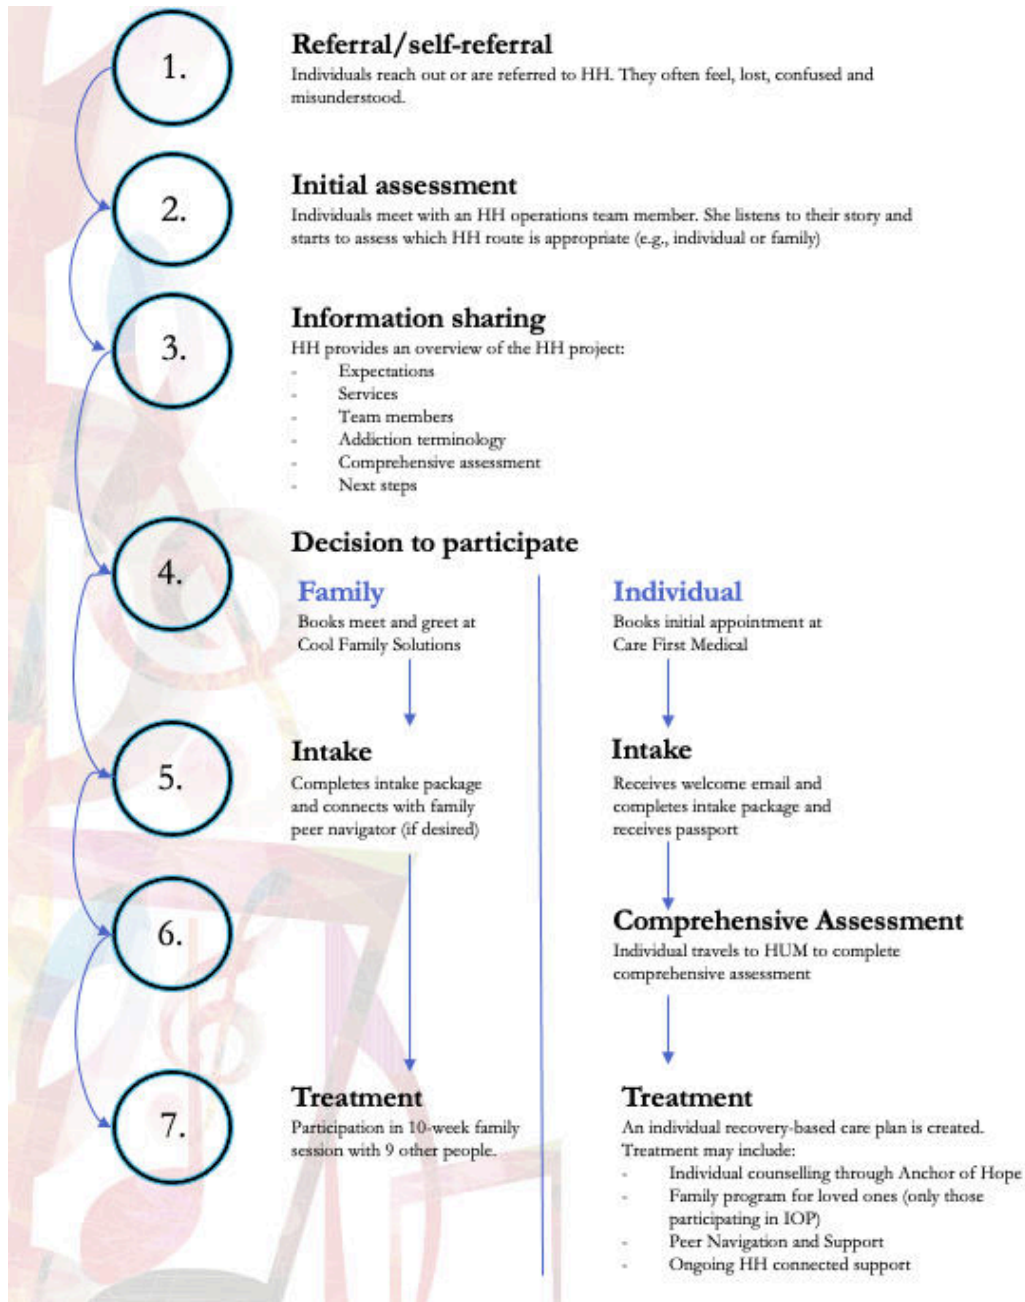 1.
Referral/self-referral
Individuals reach out or are referred to HH. They often feel, lost, confused and
misunderstood.
2.
Initial assessment
Individuals meet with an HH operations team member. She listens to their story and
starts to assess which HH route is appropriate (e.g., individual or family)
3.
Information sharing
HH provides an overview of the HH project:
- Expectations
- Services
- Team members
- Addiction terminology
- Comprehensive assessment
- Next steps
4.
Decision to participate
Family
Books meet and greet at
Cool Family Solutions
Individual
Books initial appointment at
Care First Medical
5.
Intake
Completes intake package
and connects with family
peer navigator (if desired)
Intake
Receives welcome email and
completes intake package and
receives passport
6.
Comprehensive Assessment
Individual travels to HUM to complete
comprehensive assessment
7.
Treatment
Participation in 10-week family
session with 9 other people.
Treatment
An individual recovery-based care plan is created.
Treatment may include:
- Individual counselling through Anchor of Hope
- Family program for loved ones (only those
participating in IOP)
- Peer Navigation and Support
- Ongoing HH connected support